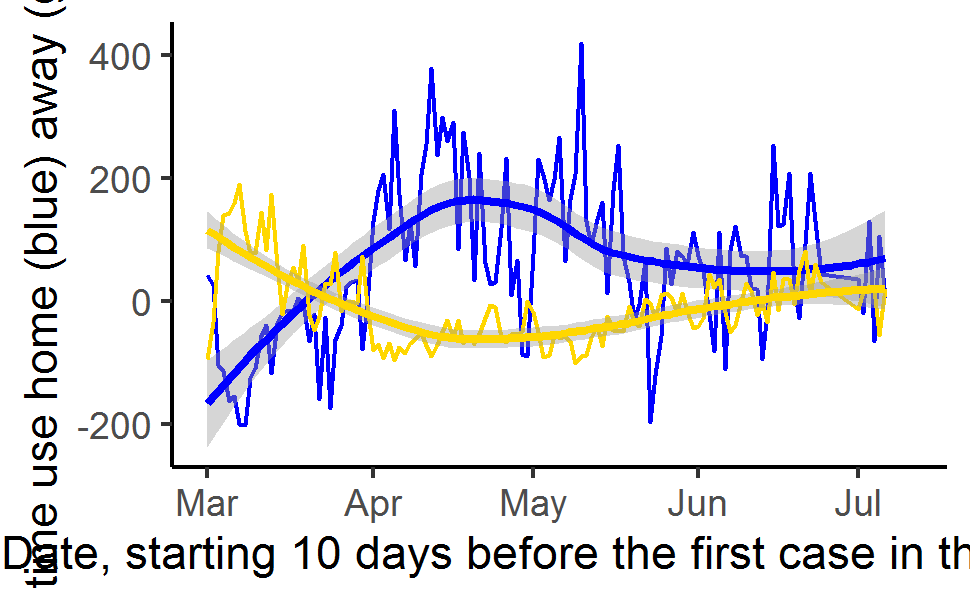 time use home (blue) away (g
400
200
0
-200
Mar Apr May Jun Jul
Date, starting 10 days before the first case in th